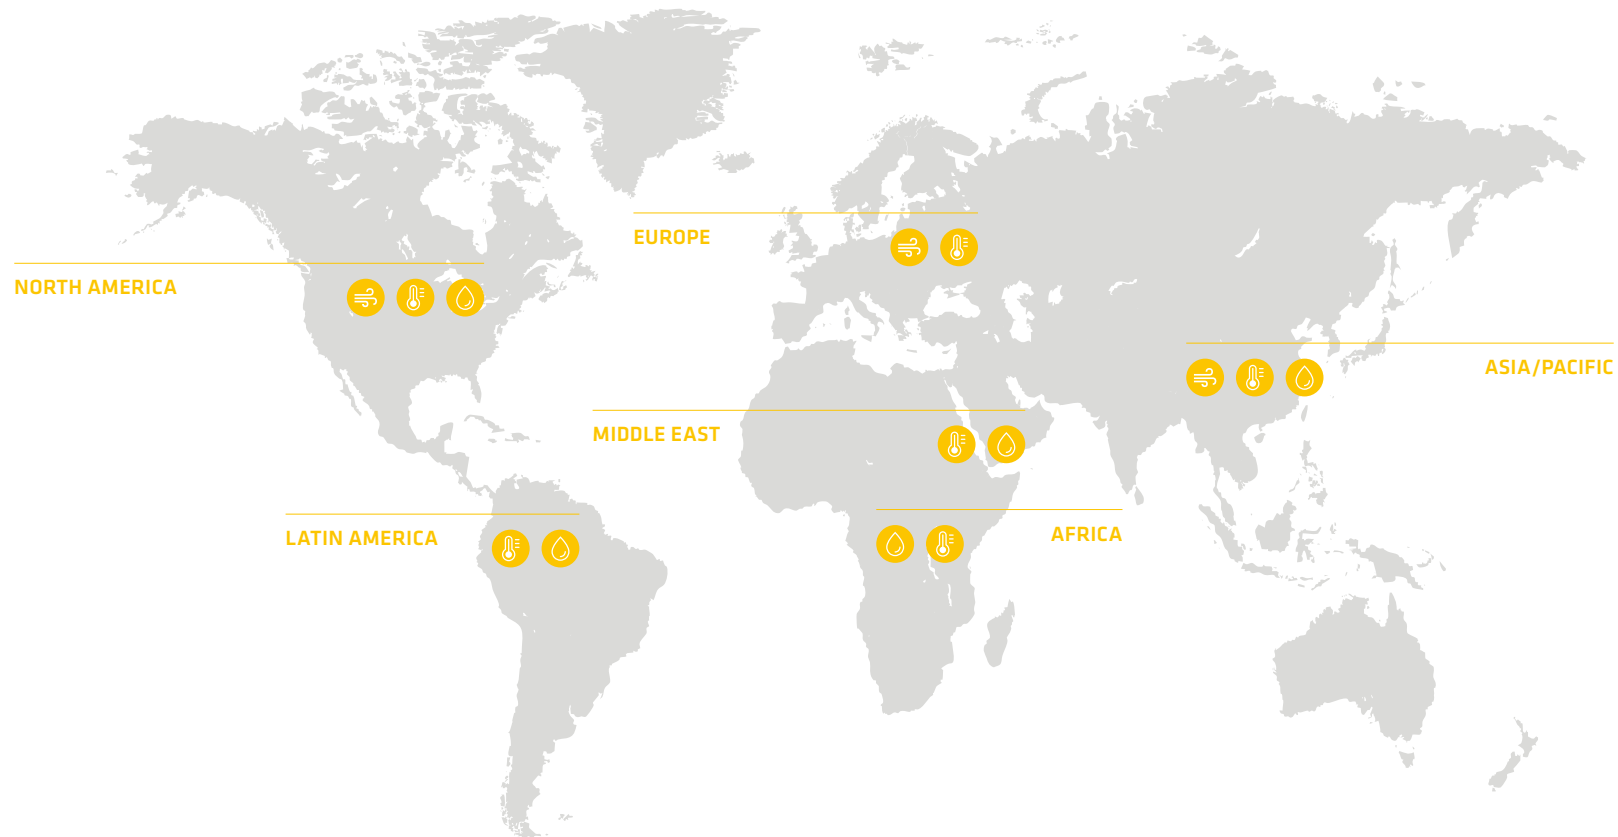 EUROPE
NORTH AMERICA
ASIA/PACIFIC
MIDDLE EAST
LATIN AMERICA
AFRICA